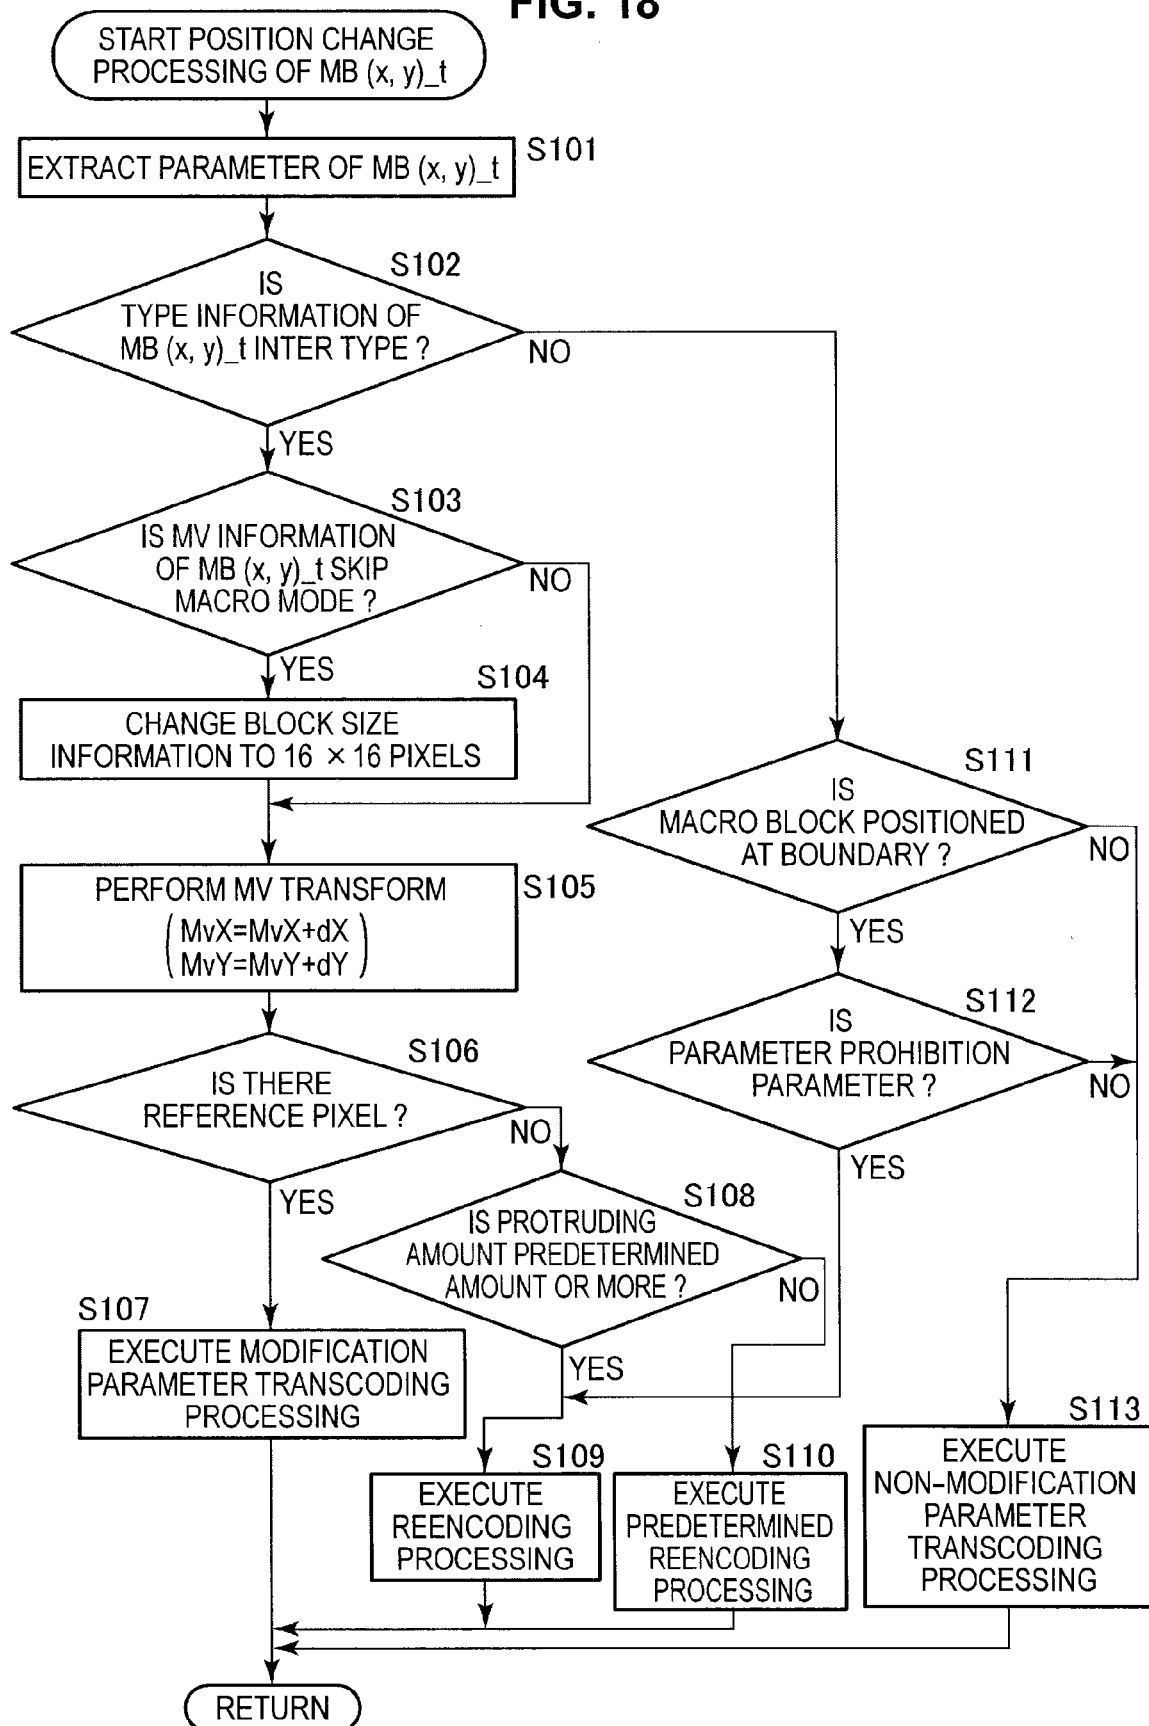 FIG. 18
START POSITION CHANGE
PROCESSING OF MB (x, y)_t
S101
EXTRACT PARAMETER OF MB (x, y)_t
S102
IS
TYPE INFORMATION OF
MB (x, y)_t INTER TYPE ?
NO
YES
S103
IS MV INFORMATION
OF MB (x, y)_t SKIP
MACRO MODE ?
NO
YES
S104
CHANGE BLOCK SIZE
INFORMATION TO 16 × 16 PIXELS
S105
PERFORM MV TRANSFORM
(MvX=MvX+dX
MvY=MvY+dY)
S106
IS THERE
REFERENCE PIXEL ?
NO
YES
S107
EXECUTE MODIFICATION
PARAMETER TRANSCODING
PROCESSING
S108
IS PROTRUDING
AMOUNT PREDETERMINED
AMOUNT OR MORE ?
NO
YES
S109
EXECUTE
REENCODING
PROCESSING
S110
EXECUTE
PREDETERMINED
REENCODING
PROCESSING
S111
IS
MACRO BLOCK POSITIONED
AT BOUNDARY ?
NO
YES
S112
IS
PARAMETER PROHIBITION
PARAMETER ?
NO
YES
S113
EXECUTE
NON-MODIFICATION
PARAMETER
TRANSCODING
PROCESSING
RETURN